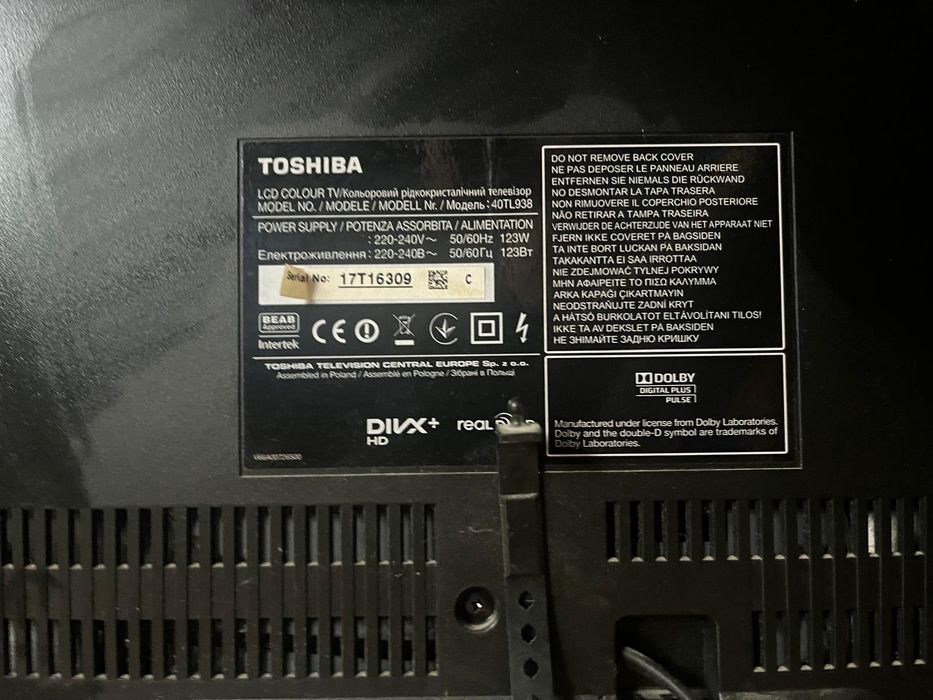 TOSHIBA
LCD COLOUR TV/Кольоровий рідкокристалічний телевізор
MODEL NO. / MODELE / MODELL Nr. / Модель : 40TL938
POWER SUPPLY / POTENZA ASSORBITA / ALIMENTATION
: 220-240V~ 50/60Hz 123W
Електроживлення : 220-240В~ 50/60Гц 123Вт
Serial No: 17T16309 C
BEAB
Approved
Intertek
CE
TOSHIBA TELEVISION CENTRAL EUROPE Sp. z o.o.
Assembled in Poland / Assemblé en Pologne / Зібрані в Польщі
DIVX+
HD
real
V66A00726300
DO NOT REMOVE BACK COVER
NE PAS DEPOSER LE PANNEAU ARRIERE
ENTFERNEN SIE NIEMALS DIE RÜCKWAND
NO DESMONTAR LA TAPA TRASERA
NON RIMUOVERE IL COPERCHIO POSTERIORE
NÃO RETIRAR A TAMPA TRASEIRA
VERWIJDER DE ACHTERZIJDE VAN HET APPARAAT NIET
FJERN IKKE COVERET PÅ BAGSIDEN
TA INTE BORT LUCKAN PÅ BAKSIDAN
TAKAKANTTA EI SAA IRROTTAA
NIE ZDEJMOWAĆ TYLNEJ POKRYWY
ΜΗΝ ΑΦΑΙΡΕΙΤΕ ΤΟ ΠΙΣΩ ΚΑΛΥΜΜΑ
ARKA KAPAĞI ÇIKARTMAYIN
NEODSTRAŇUJTE ZADNÍ KRYT
A HÁTSÓ BURKOLATOT ELTÁVOLÍTANI TILOS!
IKKE TA AV DEKSLET PÅ BAKSIDEN
НЕ ЗНІМАЙТЕ ЗАДНЮ КРИШКУ
DOLBY
DIGITAL PLUS
PULSE
Manufactured under license from Dolby Laboratories.
Dolby and the double-D symbol are trademarks of
Dolby Laboratories.